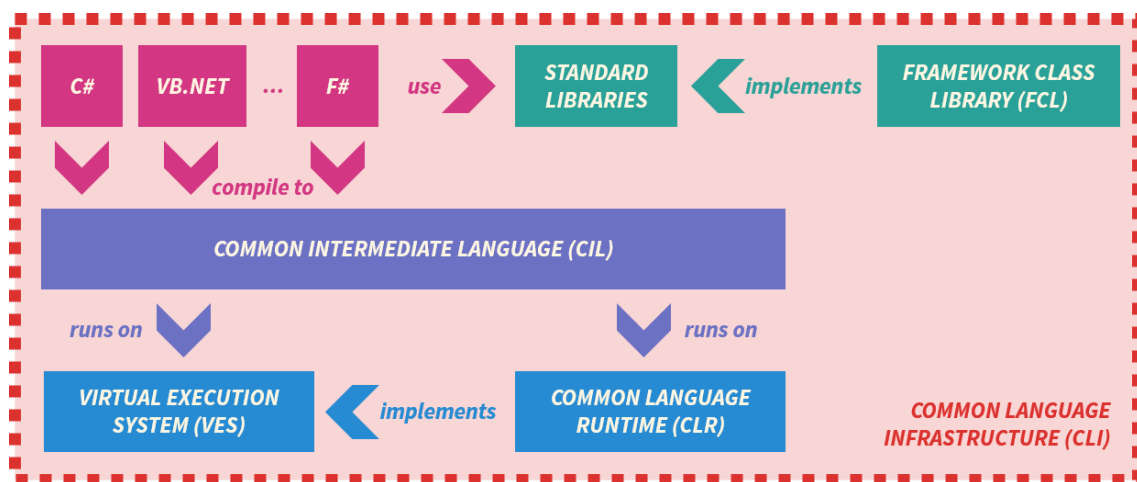 C#
VB.NET
...
F#
use
STANDARD
LIBRARIES
implements
FRAMEWORK CLASS
LIBRARY (FCL)
compile to
COMMON INTERMEDIATE LANGUAGE (CIL)
runs on
runs on
VIRTUAL EXECUTION
SYSTEM (VES)
implements
COMMON LANGUAGE
RUNTIME (CLR)
COMMON LANGUAGE
INFRASTRUCTURE (CLI)